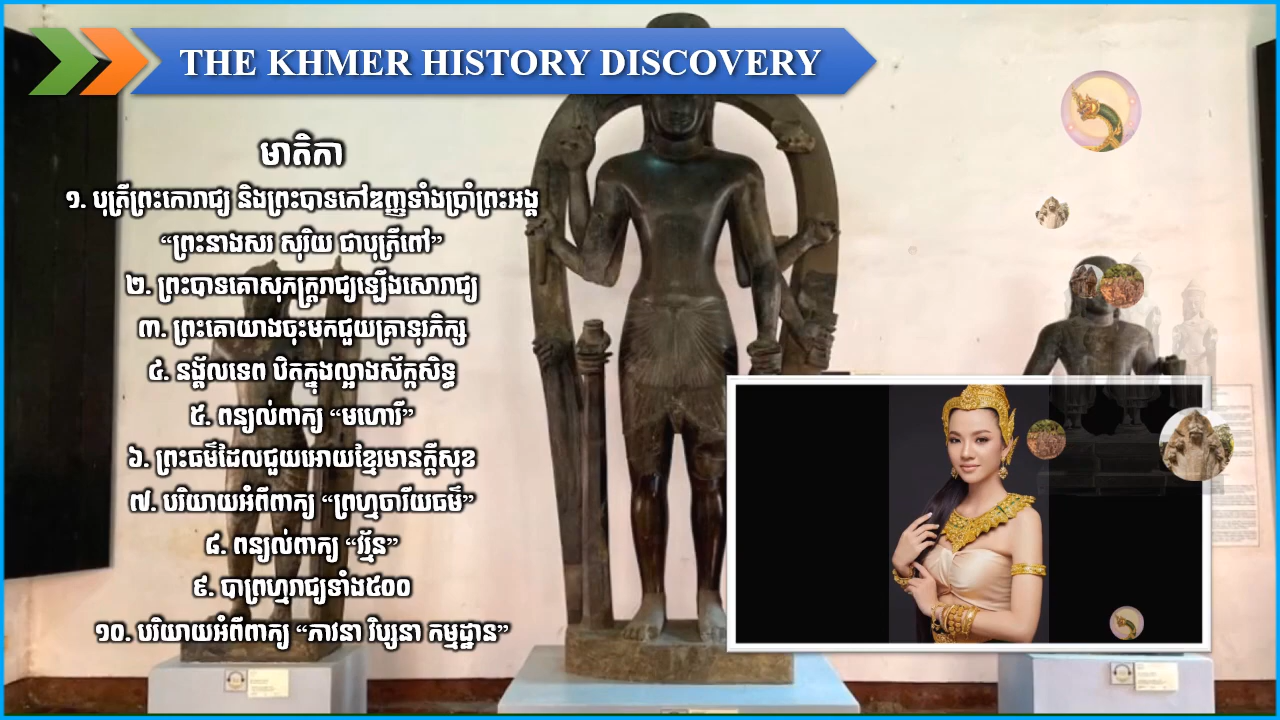 THE KHMER HISTORY DISCOVERY
មាតិកា
១. បុត្រីព្រះគោរាជ្យ និងព្រះបាទកៅឌញ្ញទាំងប្រាំព្រះអង្គ
“ព្រះនាងសរ សុរិយ ជាបុត្រីពៅ”
២. ព្រះបាទគោសុភក្រ្តរាជ្យឡើងសោរាជ្យ
៣. ព្រះគោយាងចុះមកជួយគ្រាទុរភិក្ស
៤. នង្គ័លទេព ឋិតក្នុងល្អាងស័ក្កសិទ្ធ
៥. ពន្យល់ពាក្យ “មហោរី”
៦. ព្រះធម៌ដែលជួយអោយខ្មែរមានក្ដីសុខ
៧. បរិយាយអំពីពាក្យ “ព្រហ្មចារីយធម៌”
៨. ពន្យល់ពាក្យ “វរ្ម័ន”
៩. បាព្រហ្មរាជ្យទាំង៥០០
១០. បរិយាយអំពីពាក្យ “ភាវនា វិប្សនា កម្មដ្ឋាន”